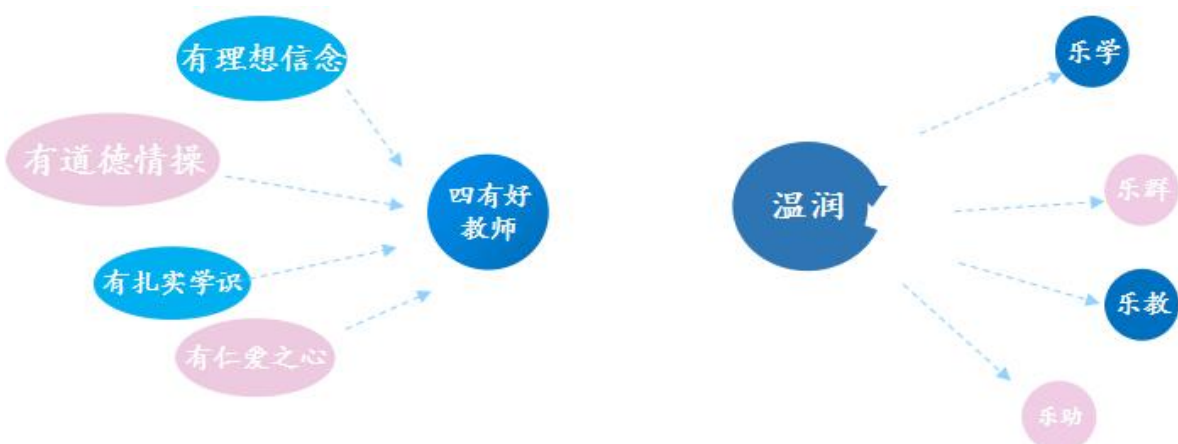 有理想信念
有道德情操
有扎实学识
有仁爱之心
四有好
教师
温润
乐学
乐群
乐教
乐助